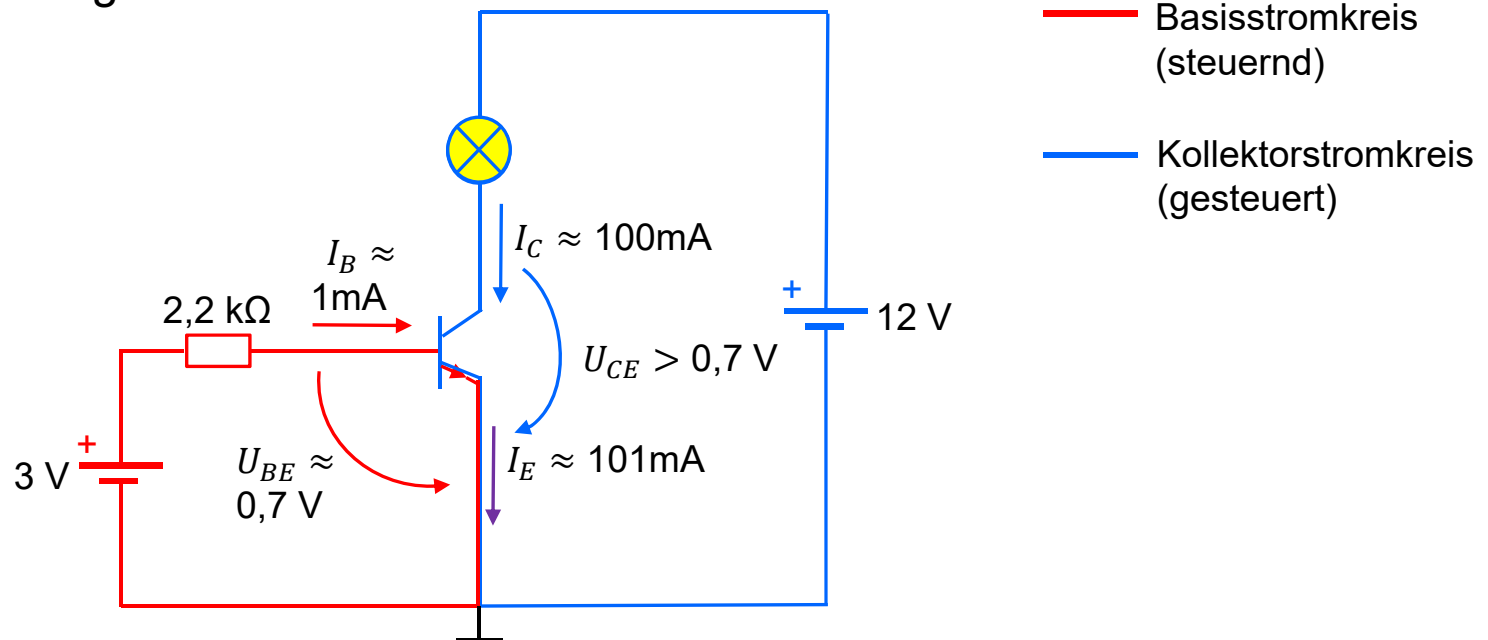 Basisstromkreis
(steuernd)
Kollektorstromkreis
(gesteuert)
I_C ≈ 100mA
I_B ≈
1mA
2,2 kΩ
+
12 V
U_CE > 0,7 V
+
3 V
U_BE ≈
0,7 V
I_E ≈ 101mA